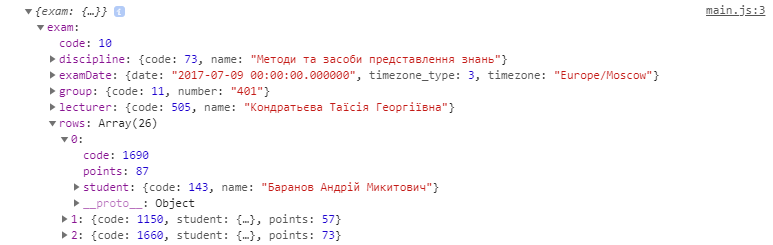 {exam: {…}} i main.js:3
exam:
code: 10
discipline: {code: 73, name: "Методи та засоби представлення знань"}
examDate: {date: "2017-07-09 00:00:00.000000", timezone_type: 3, timezone: "Europe/Moscow"}
group: {code: 11, number: "401"}
lecturer: {code: 505, name: "Кондратьєва Таїсія Георгіївна"}
rows: Array(26)
0:
code: 1690
points: 87
student: {code: 143, name: "Баранов Андрій Микитович"}
__proto__: Object
1: {code: 1150, student: {…}, points: 57}
2: {code: 1660, student: {…}, points: 73}